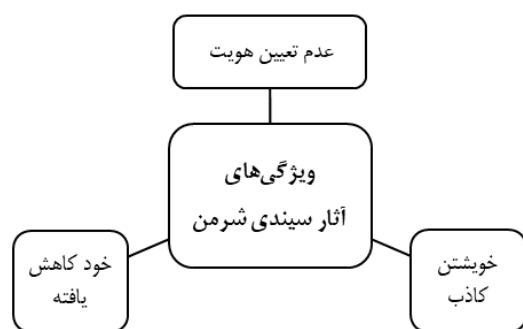 عدم تعیین هویت
ویژگی‌های
آثار سیندی شرمن
خویشتن
کاذب
خود کاهش
یافته